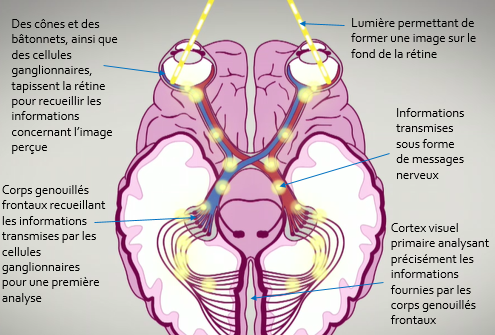 Des cônes et des
bâtonnets, ainsi que
des cellules
ganglionnaires,
tapissent la rétine
pour recueillir les
informations
concernant l'image
perçue
Lumière permettant de
former une image sur le
fond de la rétine
Informations
transmises
sous forme
de messages
nerveux
Corps genouillés
frontaux recueillant
les informations
transmises par les
cellules
ganglionnaires
pour une première
analyse
Cortex visuel
primaire analysant
précisément les
informations
fournies par les
corps genouillés
frontaux